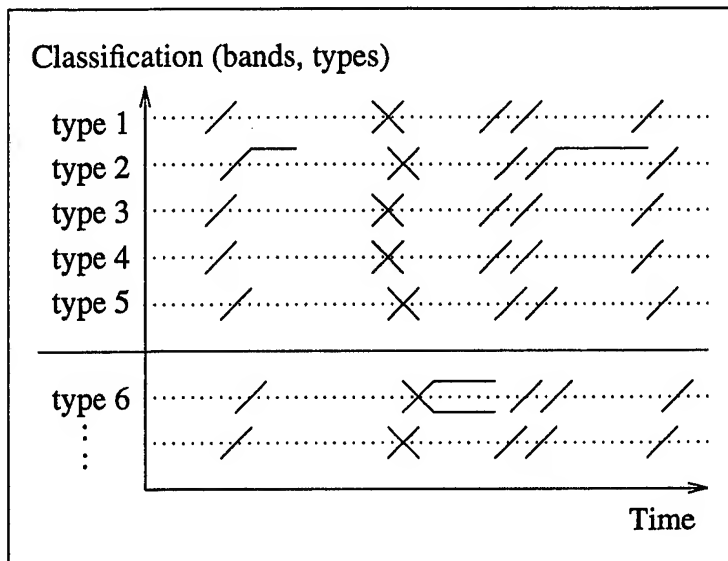 Classification (bands, types)
type 1
type 2
type 3
type 4
type 5
type 6
Time